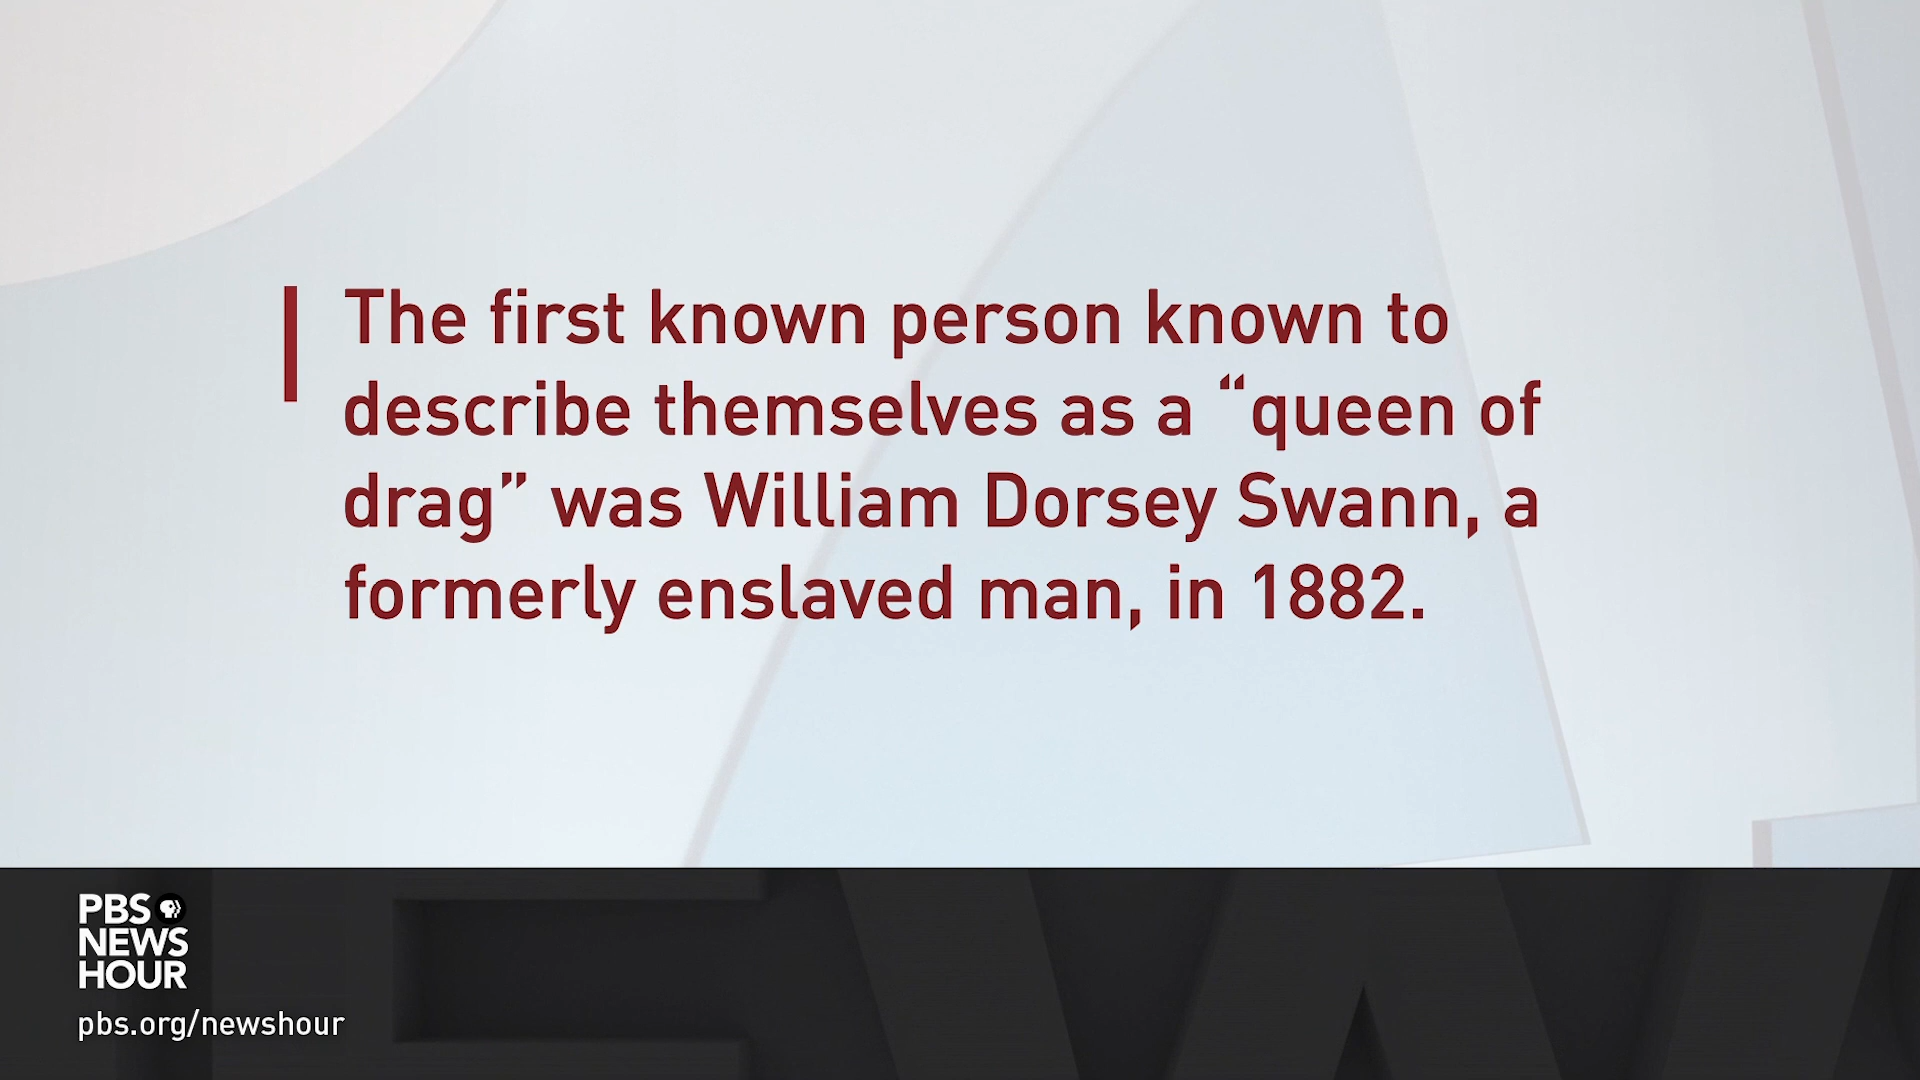 The first known person known to
describe themselves as a “queen of
drag” was William Dorsey Swann, a
formerly enslaved man, in 1882.
PBS
NEWS
HOUR
pbs.org/newshour